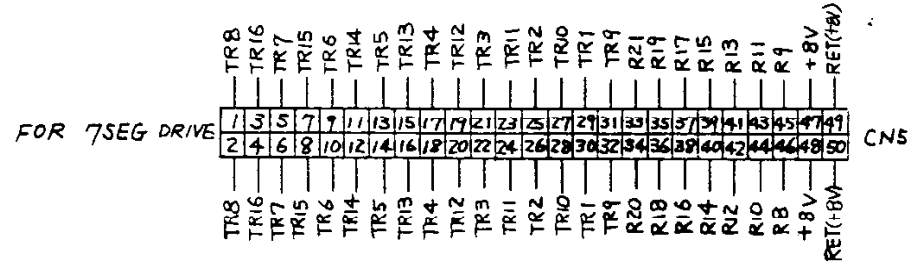 TR8 TR16 TR7 TR15 TR6 TR14 TR5 TR13 TR4 TR12 TR3 TR11 TR2 TR10 TR1 TR9 R21 R19 R17 R15 R13 R11 R9 +8V RET(+8V)
1 3 5 7 9 11 13 15 17 19 21 23 25 27 29 31 33 35 37 39 41 43 45 47 49
FOR 7SEG DRIVE CN5
2 4 6 8 10 12 14 16 18 20 22 24 26 28 30 32 34 36 38 40 42 44 46 48 50
TR8 TR16 TR7 TR15 TR6 TR14 TR5 TR13 TR4 TR12 TR3 TR11 TR2 TR10 TR1 TR9 R20 R18 R16 R14 R12 R10 R8 +8V RET(+8V)